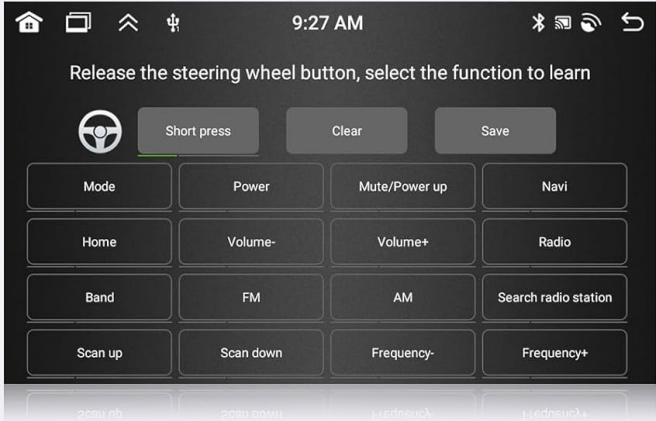 9:27 AM
Release the steering wheel button, select the function to learn
Short press Clear Save
Mode Power Mute/Power up Navi
Home Volume- Volume+ Radio
Band FM AM Search radio station
Scan up Scan down Frequency- Frequency+